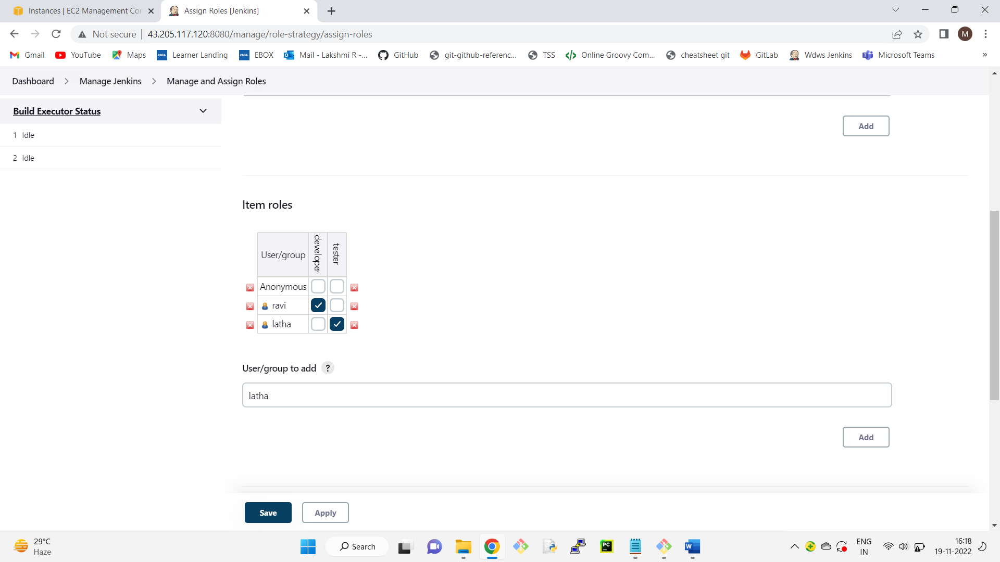 Instances | EC2 Management Con
Assign Roles [Jenkins]
Not secure
43.205.117.120:8080/manage/role-strategy/assign-roles
M
Gmail
YouTube
Maps
HCL
Learner Landing
HCL
EBOX
Mail - Lakshmi R -...
GitHub
git-github-referenc...
TSS
Online Groovy Com...
cheatsheet git
GitLab
Wdws Jenkins
Microsoft Teams
»
Dashboard > Manage Jenkins > Manage and Assign Roles
Build Executor Status
1 Idle
2 Idle
Add
Item roles
User/group developer tester
Anonymous
ravi
latha
User/group to add ?
latha
Add
Save
Apply
29°C
Haze
Search
PC
W
ENG
IN
16:18
19-11-2022